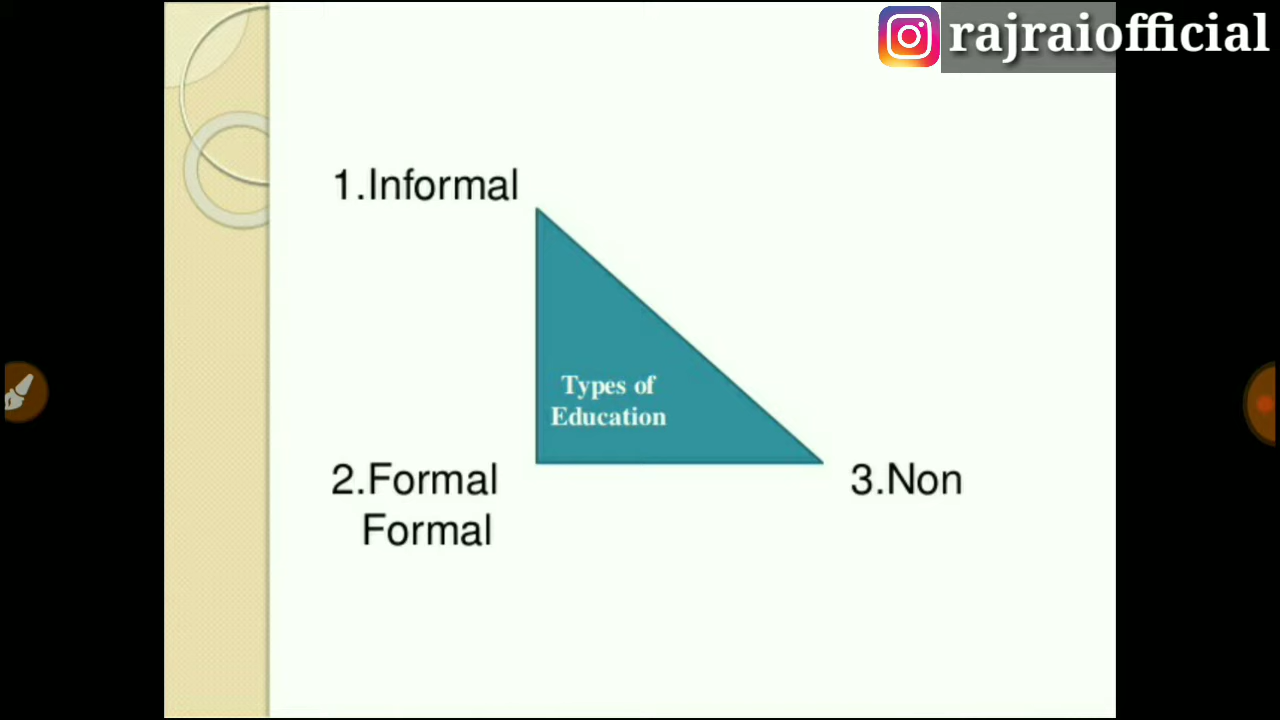 rajraiofficial
1.Informal
Types of
Education
2.Formal 3.Non
Formal